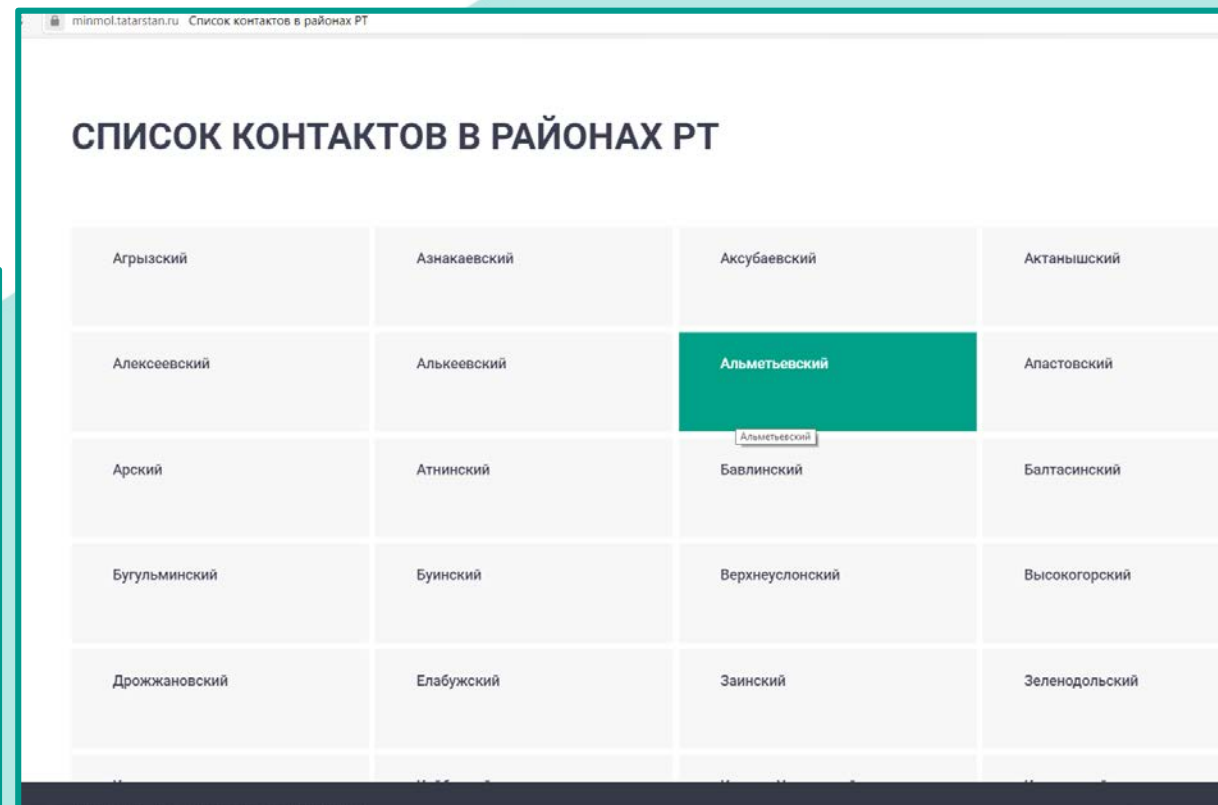 minmol.tatarstan.ru Список контактов в районах РТ
СПИСОК КОНТАКТОВ В РАЙОНАХ РТ
Агрызский Азнакаевский Аксубаевский Актанышский
Алексеевский Алькеевский Альметьевский Апастовский
Альметьевский
Арский Атнинский Бавлинский Балтасинский
Бугульминский Буинский Верхнеуслонский Высокогорский
Дрожжановский Елабужский Заинский Зеленодольский